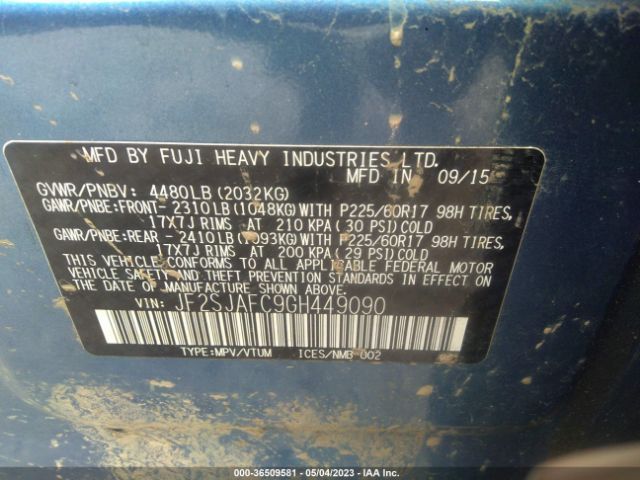 MFD BY FUJI HEAVY INDUSTRIES LTD.
MFD IN 09/15
GVWR/PNBV: 4480LB (2032KG)
GAWR/PNBE:FRONT- 2310LB (1048KG) WITH P225/60R17 98H TIRES,
17X7J RIMS AT 210 KPA (30 PSI) COLD
GAWR/PNBE:REAR - 2410LB (1093KG) WITH P225/60R17 98H TIRES,
17X7J RIMS AT 200 KPA (29 PSI) COLD
THIS VEHICLE CONFORMS TO ALL APPLICABLE FEDERAL MOTOR
VEHICLE SAFETY AND BUMPER STANDARDS IN EFFECT ON
THE DATE OF MANUFACTURE SHOWN ABOVE.
VIN: JF2SJAFC9GH449090
TYPE:MPV/VTUM ICES/NMB-002
000-36509581 - 05/04/2023 - IAA Inc.